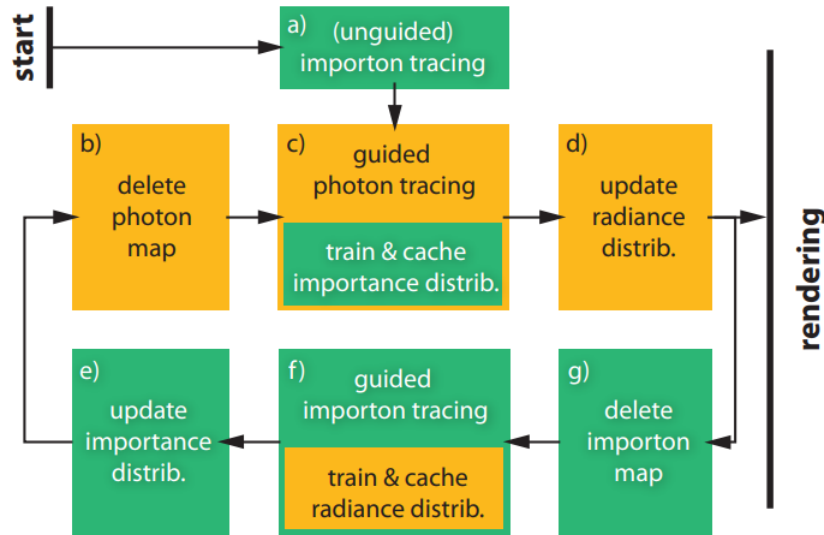 start
a)
(unguided)
importon tracing
b)
delete
photon
map
c)
guided
photon tracing
train & cache
importance distrib.
d)
update
radiance
distrib.
rendering
e)
update
importance
distrib.
f)
guided
importon tracing
train & cache
radiance distrib.
g)
delete
importon
map